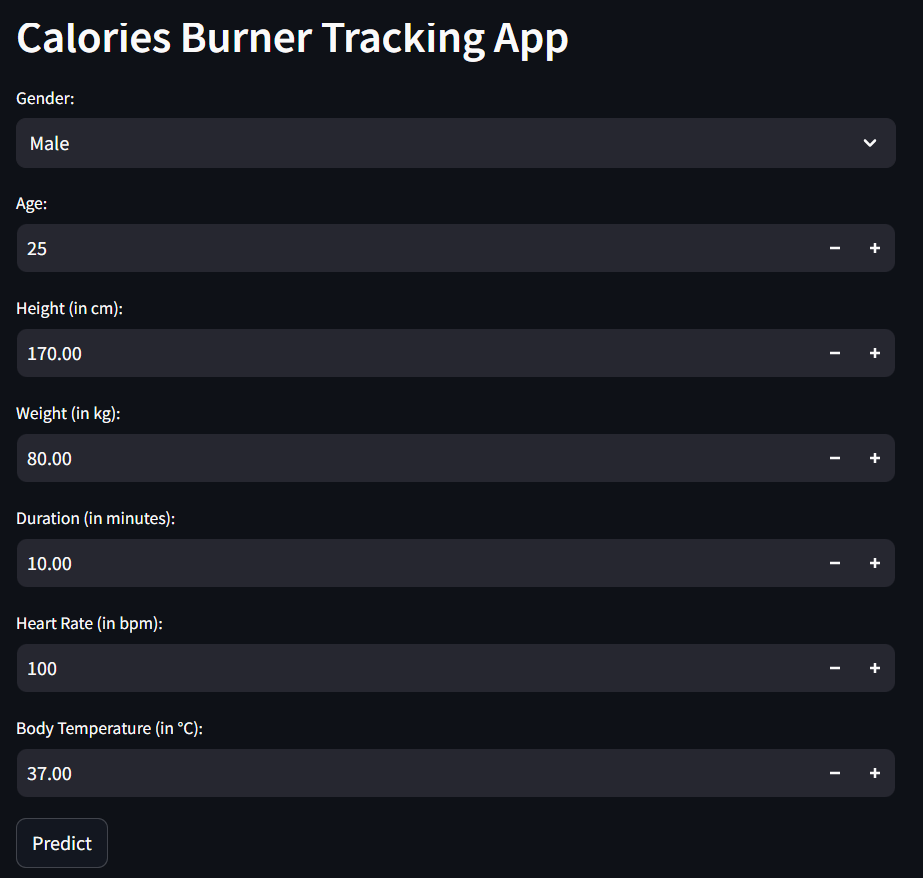 Calories Burner Tracking App
Gender:
Male
Age:
25
Height (in cm):
170.00
Weight (in kg):
80.00
Duration (in minutes):
10.00
Heart Rate (in bpm):
100
Body Temperature (in °C):
37.00
Predict